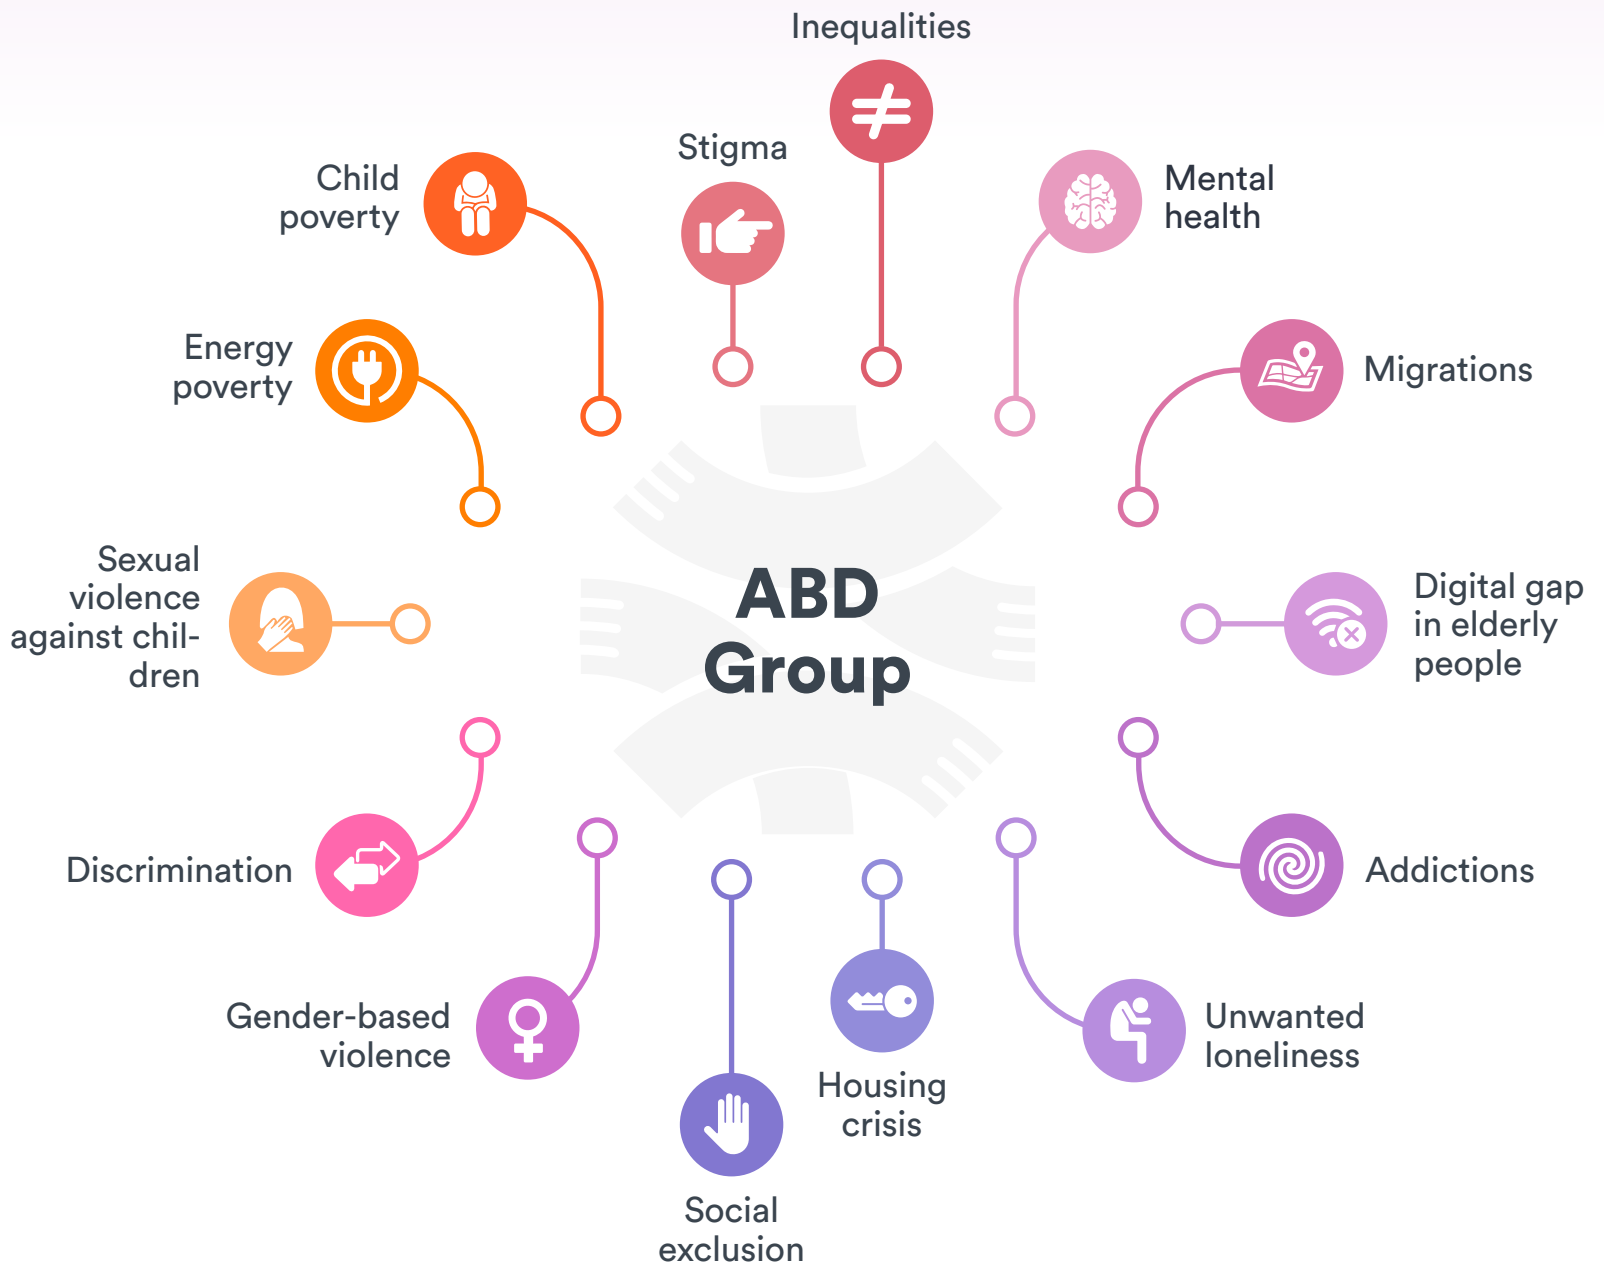 Inequalities
Stigma
Child
poverty
Mental
health
Energy
poverty
Migrations
Sexual
violence
against chil-
dren
ABD
Group
Digital gap
in elderly
people
Discrimination
Addictions
Gender-based
violence
Unwanted
loneliness
Housing
crisis
Social
exclusion